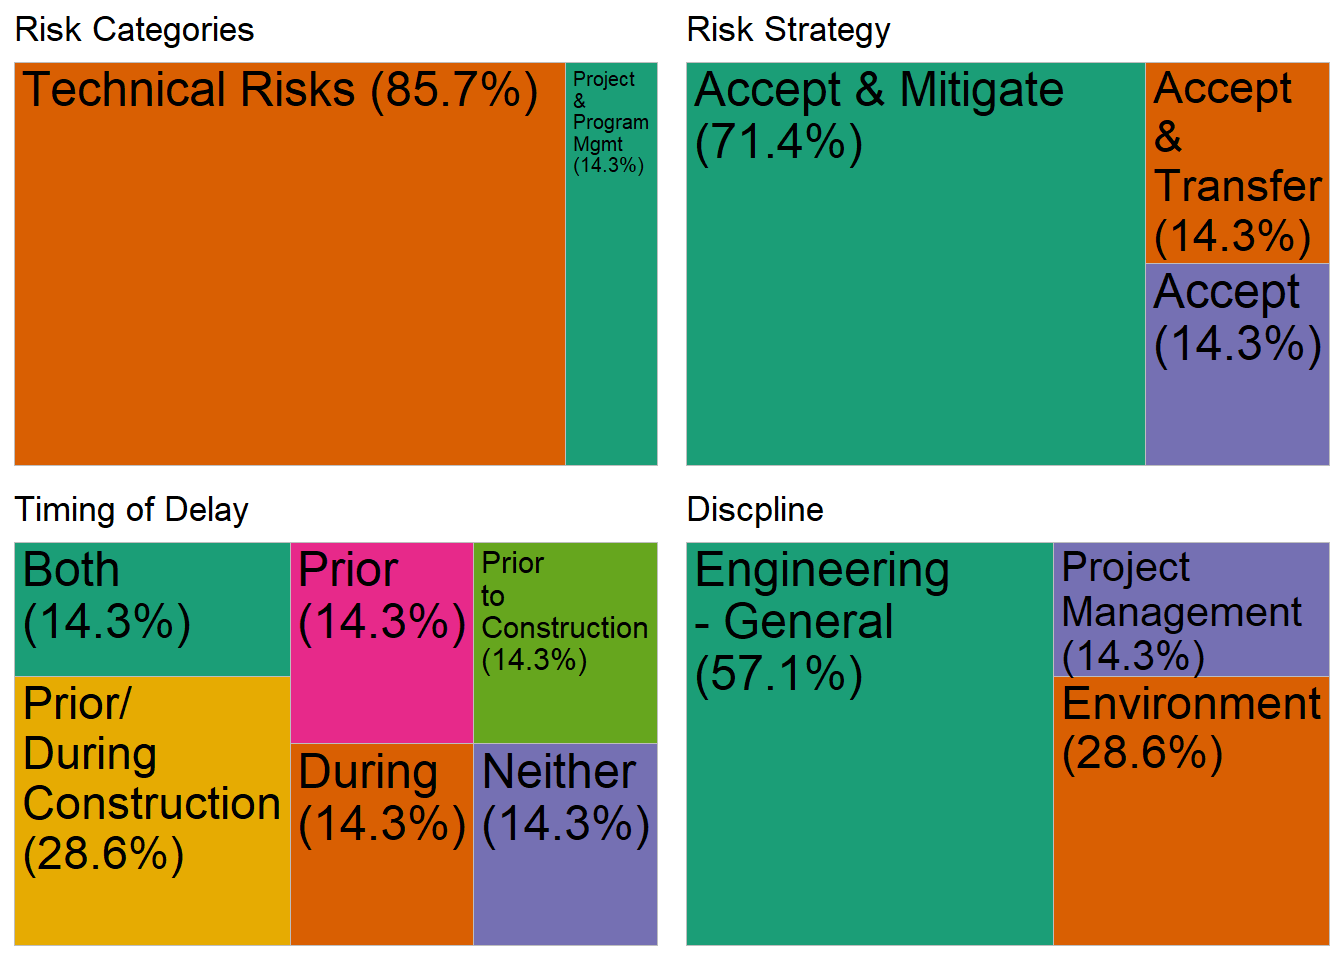 Risk Categories
Technical Risks (85.7%)
Project
&
Program
Mgmt
(14.3%)
Risk Strategy
Accept & Mitigate
(71.4%)
Accept
&
Transfer
(14.3%)
Accept
(14.3%)
Timing of Delay
Both
(14.3%)
Prior/
During
Construction
(28.6%)
Prior
(14.3%)
Prior
to
Construction
(14.3%)
During
(14.3%)
Neither
(14.3%)
Discpline
Engineering
- General
(57.1%)
Project
Management
(14.3%)
Environment
(28.6%)